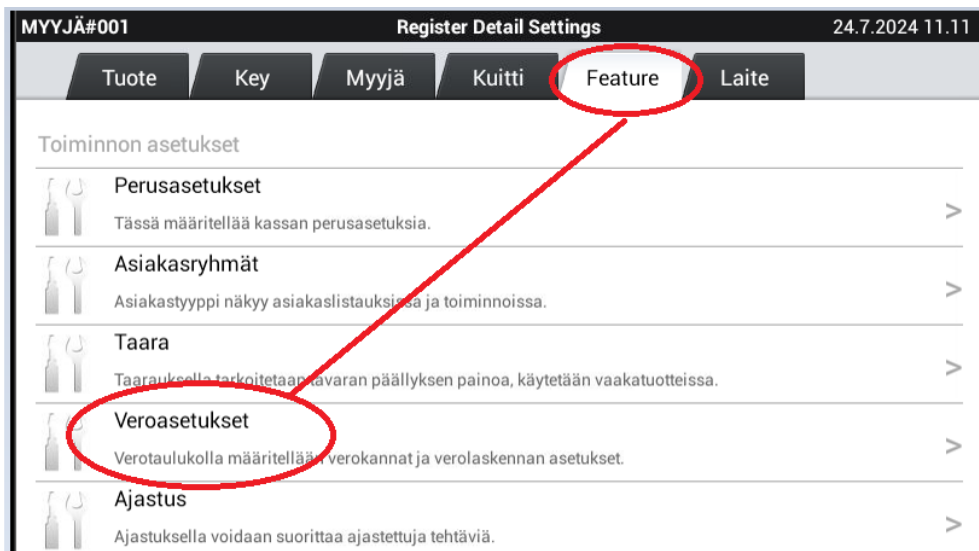 MYYJÄ#001 Register Detail Settings 24.7.2024 11.11
Tuote Key Myyjä Kuitti Feature Laite
Toiminnon asetukset
Perusasetukset
Tässä määritellää kassan perusasetuksia.
Asiakasryhmät
Asiakastyyppi näkyy asiakaslistauksissa ja toiminnoissa.
Taara
Taarauksella tarkoitetaan tavaran päällyksen painoa, käytetään vaakatuotteissa.
Veroasetukset
Verotaulukolla määritellään verokannat ja verolaskennan asetukset.
Ajastus
Ajastuksella voidaan suorittaa ajastettuja tehtäviä.